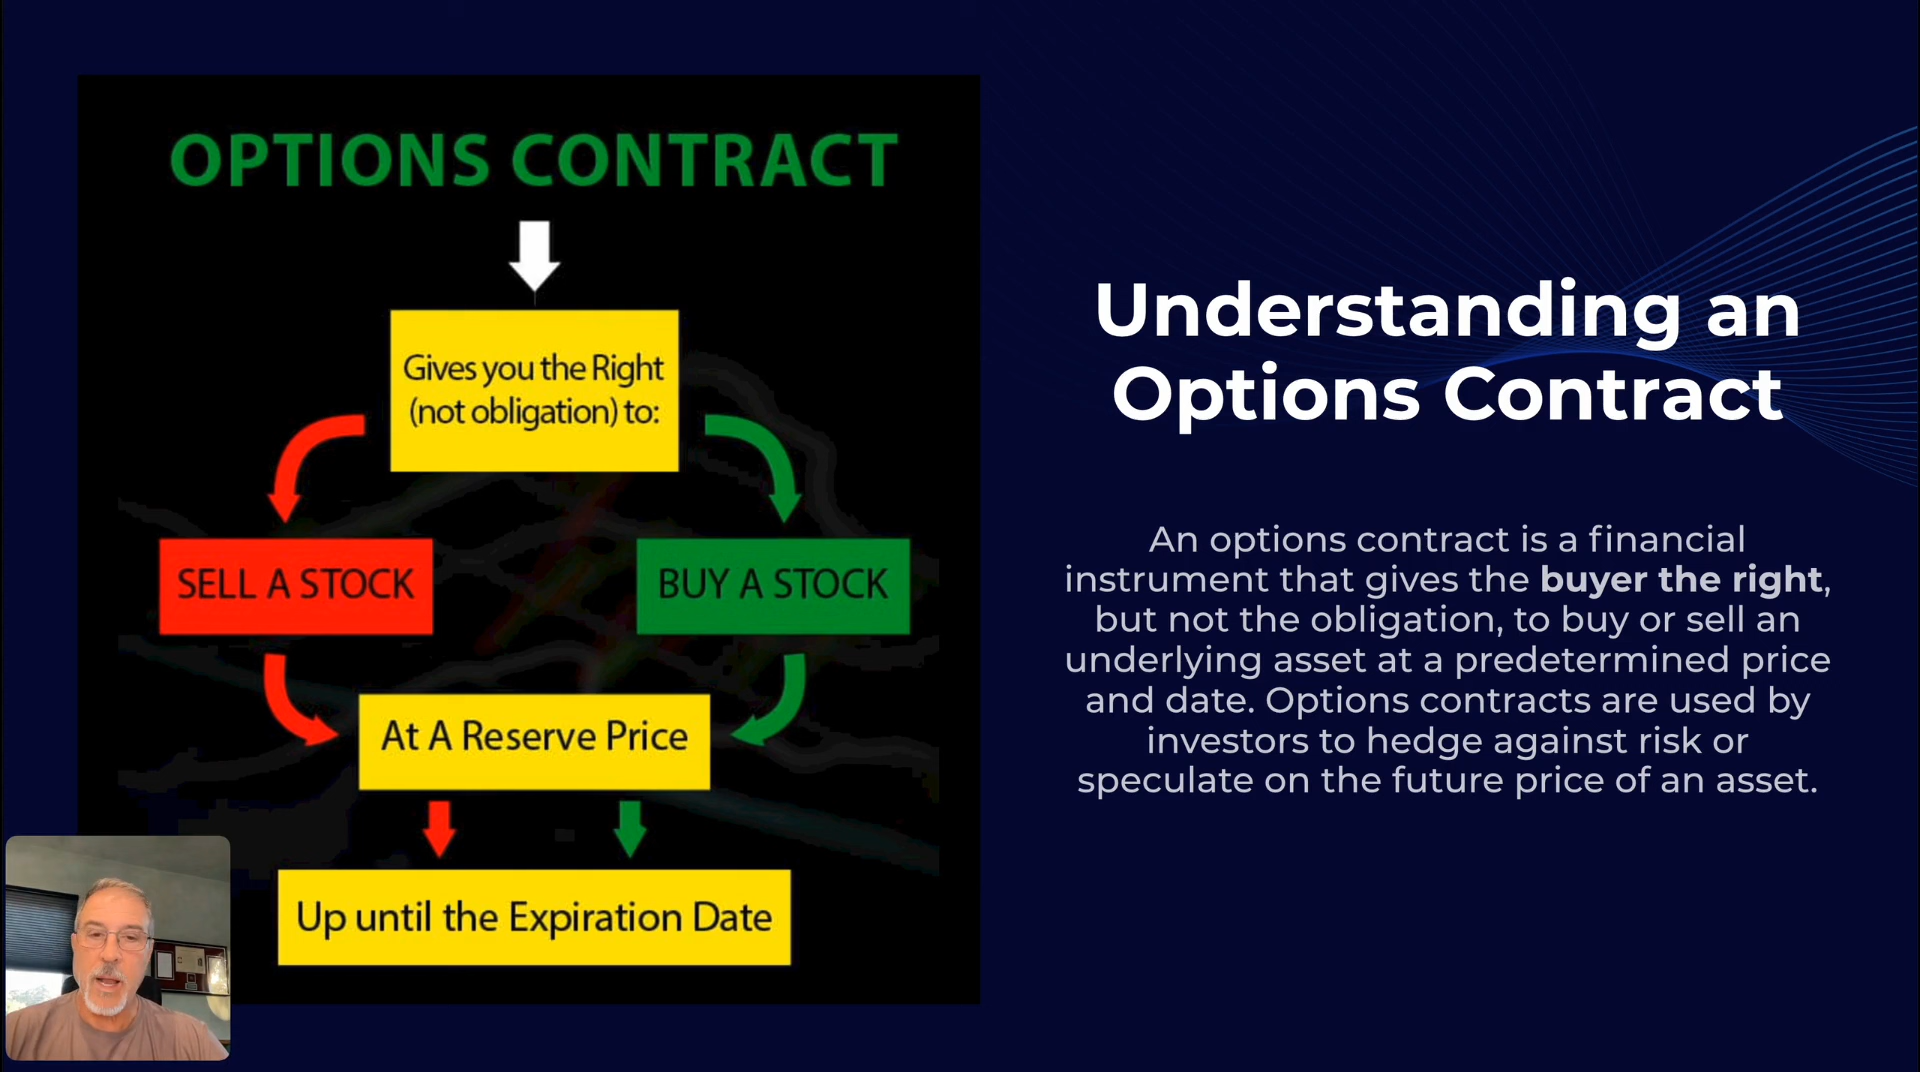 OPTIONS CONTRACT
Gives you the Right
(not obligation) to:
SELL A STOCK
BUY A STOCK
At A Reserve Price
Up until the Expiration Date
Understanding an
Options Contract
An options contract is a financial
instrument that gives the buyer the right,
but not the obligation, to buy or sell an
underlying asset at a predetermined price
and date. Options contracts are used by
investors to hedge against risk or
speculate on the future price of an asset.